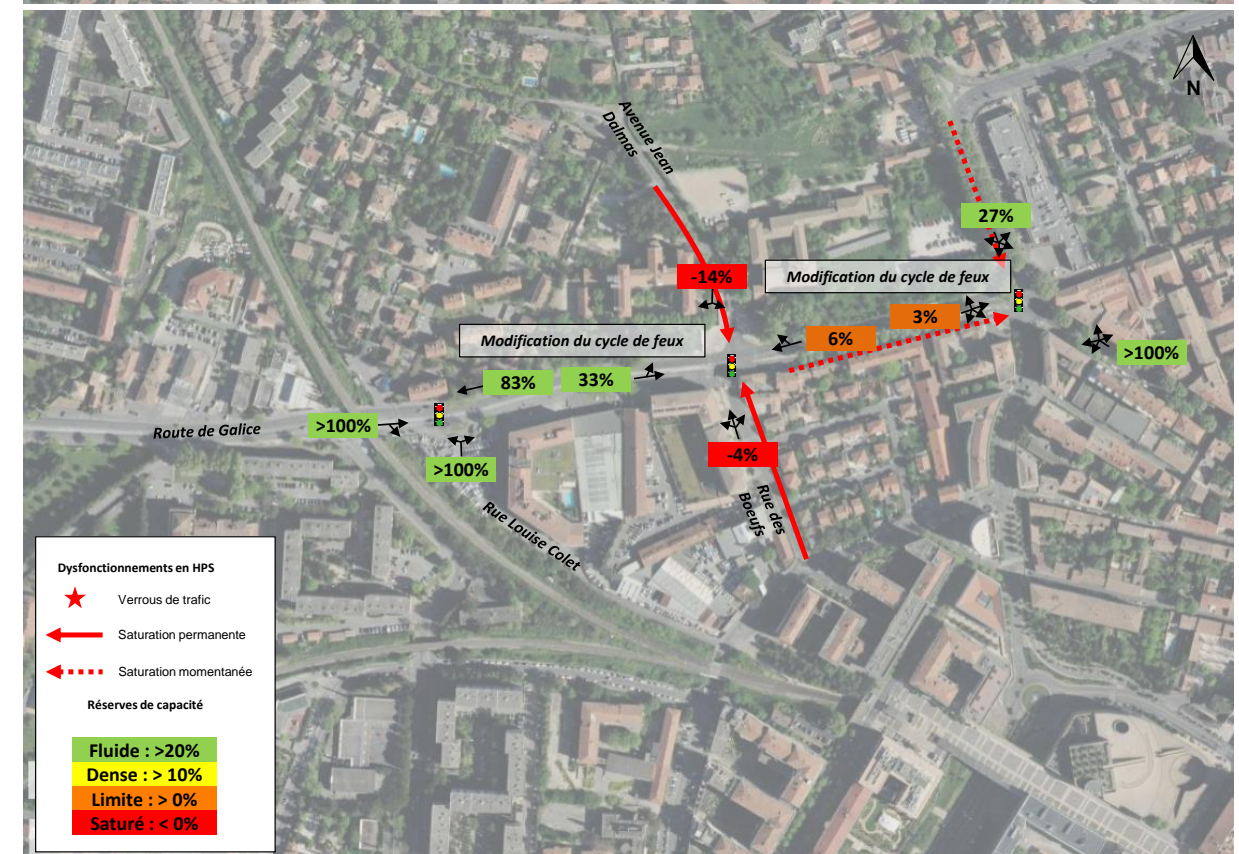 N
Avenue Jean
Dalmas
27%
-14%
Modification du cycle de feux
3%
6%
Modification du cycle de feux
>100%
83%
33%
Route de Galice
>100%
>100%
-4%
Rue des
Boeufs
Rue Louise Colet
Dysfonctionnements en HPS
Verrous de trafic
Saturation permanente
Saturation momentanée
Réserves de capacité
Fluide : >20%
Dense : > 10%
Limite : > 0%
Saturé : < 0%